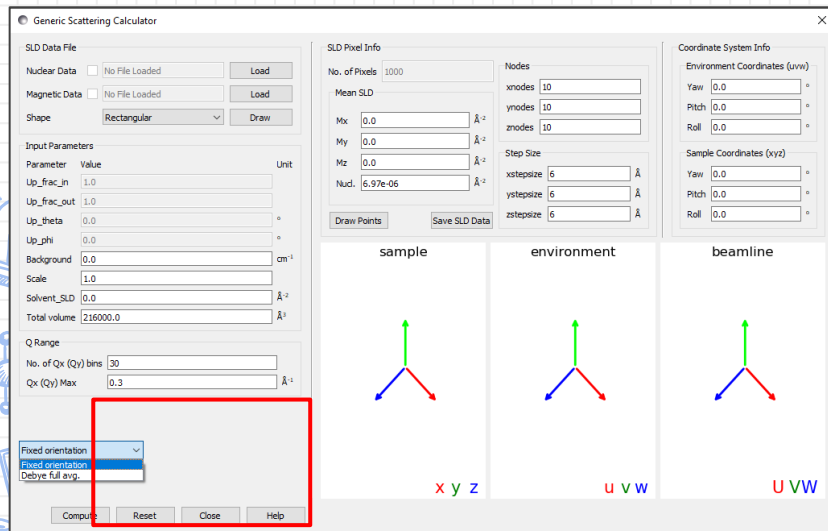 Generic Scattering Calculator
SLD Data File
Nuclear Data No File Loaded Load
Magnetic Data No File Loaded Load
Shape Rectangular Draw
Input Parameters
Parameter Value Unit
Up_frac_in 1.0
Up_frac_out 1.0
Up_theta 0.0 °
Up_phi 0.0 °
Background 0.0 cm⁻¹
Scale 1.0
Solvent_SLD 0.0 Å⁻²
Total volume 216000.0 Å³
Q Range
No. of Qx (Qy) bins 30
Qx (Qy) Max 0.3 Å⁻¹
Fixed orientation
Fixed orientation
Debye full avg.
Compute Reset Close Help
SLD Pixel Info
No. of Pixels 1000
Mean SLD
Mx 0.0 Å⁻²
My 0.0 Å⁻²
Mz 0.0 Å⁻²
Nucl. 6.97e-06 Å⁻²
Draw Points Save SLD Data
Nodes
xnodes 10
ynodes 10
znodes 10
Step Size
xstepsize 6 Å
ystepsize 6 Å
zstepsize 6 Å
Coordinate System Info
Environment Coordinates (uvw)
Yaw 0.0 °
Pitch 0.0 °
Roll 0.0 °
Sample Coordinates (xyz)
Yaw 0.0 °
Pitch 0.0 °
Roll 0.0 °
sample environment beamline
x y z u v w U V W